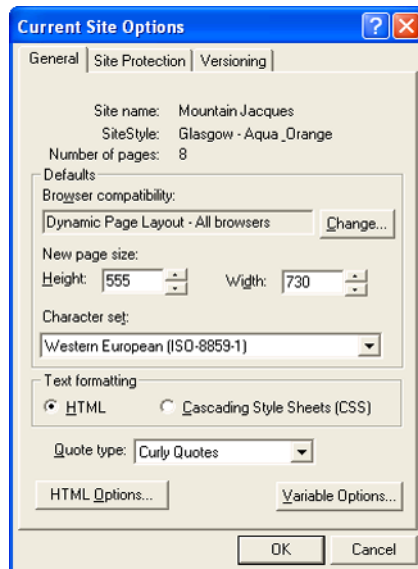 Current Site Options
General Site Protection Versioning
Site name: Mountain Jacques
SiteStyle: Glasgow - Aqua_Orange
Number of pages: 8
Defaults
Browser compatibility:
Dynamic Page Layout - All browsers Change...
New page size:
Height: 555 Width: 730
Character set:
Western European (ISO-8859-1)
Text formatting
HTML Cascading Style Sheets (CSS)
Quote type: Curly Quotes
HTML Options... Variable Options...
OK Cancel